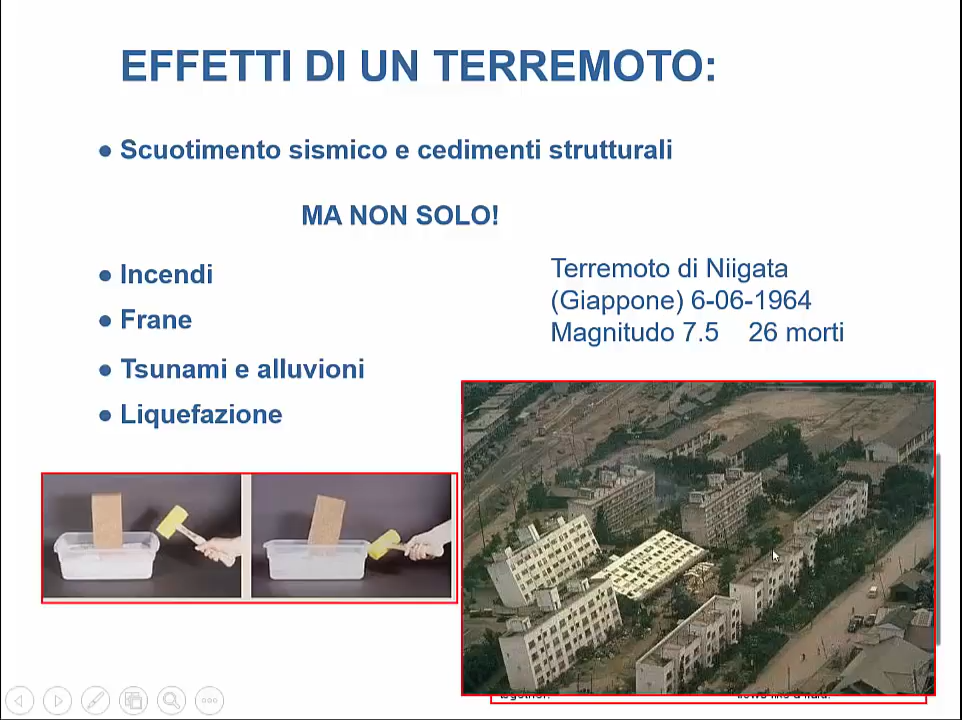 EFFETTI DI UN TERREMOTO:
● Scuotimento sismico e cedimenti strutturali
MA NON SOLO!
● Incendi
● Frane
● Tsunami e alluvioni
● Liquefazione
Terremoto di Niigata
(Giappone) 6-06-1964
Magnitudo 7.5 26 morti